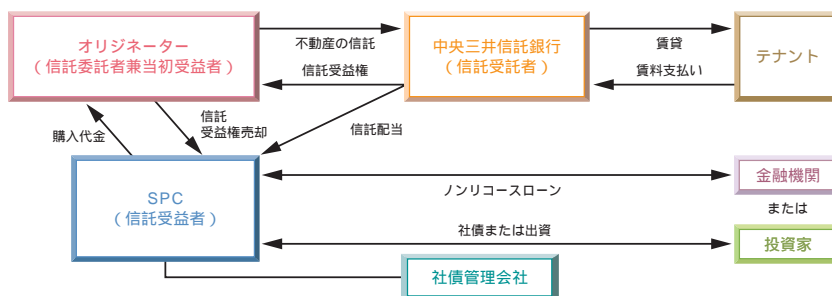 オリジネーター
（信託委託者兼当初受益者）
不動産の信託
信託受益権
中央三井信託銀行
（信託受託者）
賃貸
賃料支払い
テナント
購入代金
信託
受益権売却
信託配当
SPC
（信託受益者）
ノンリコースローン
金融機関
または
社債または出資
投資家
社債管理会社